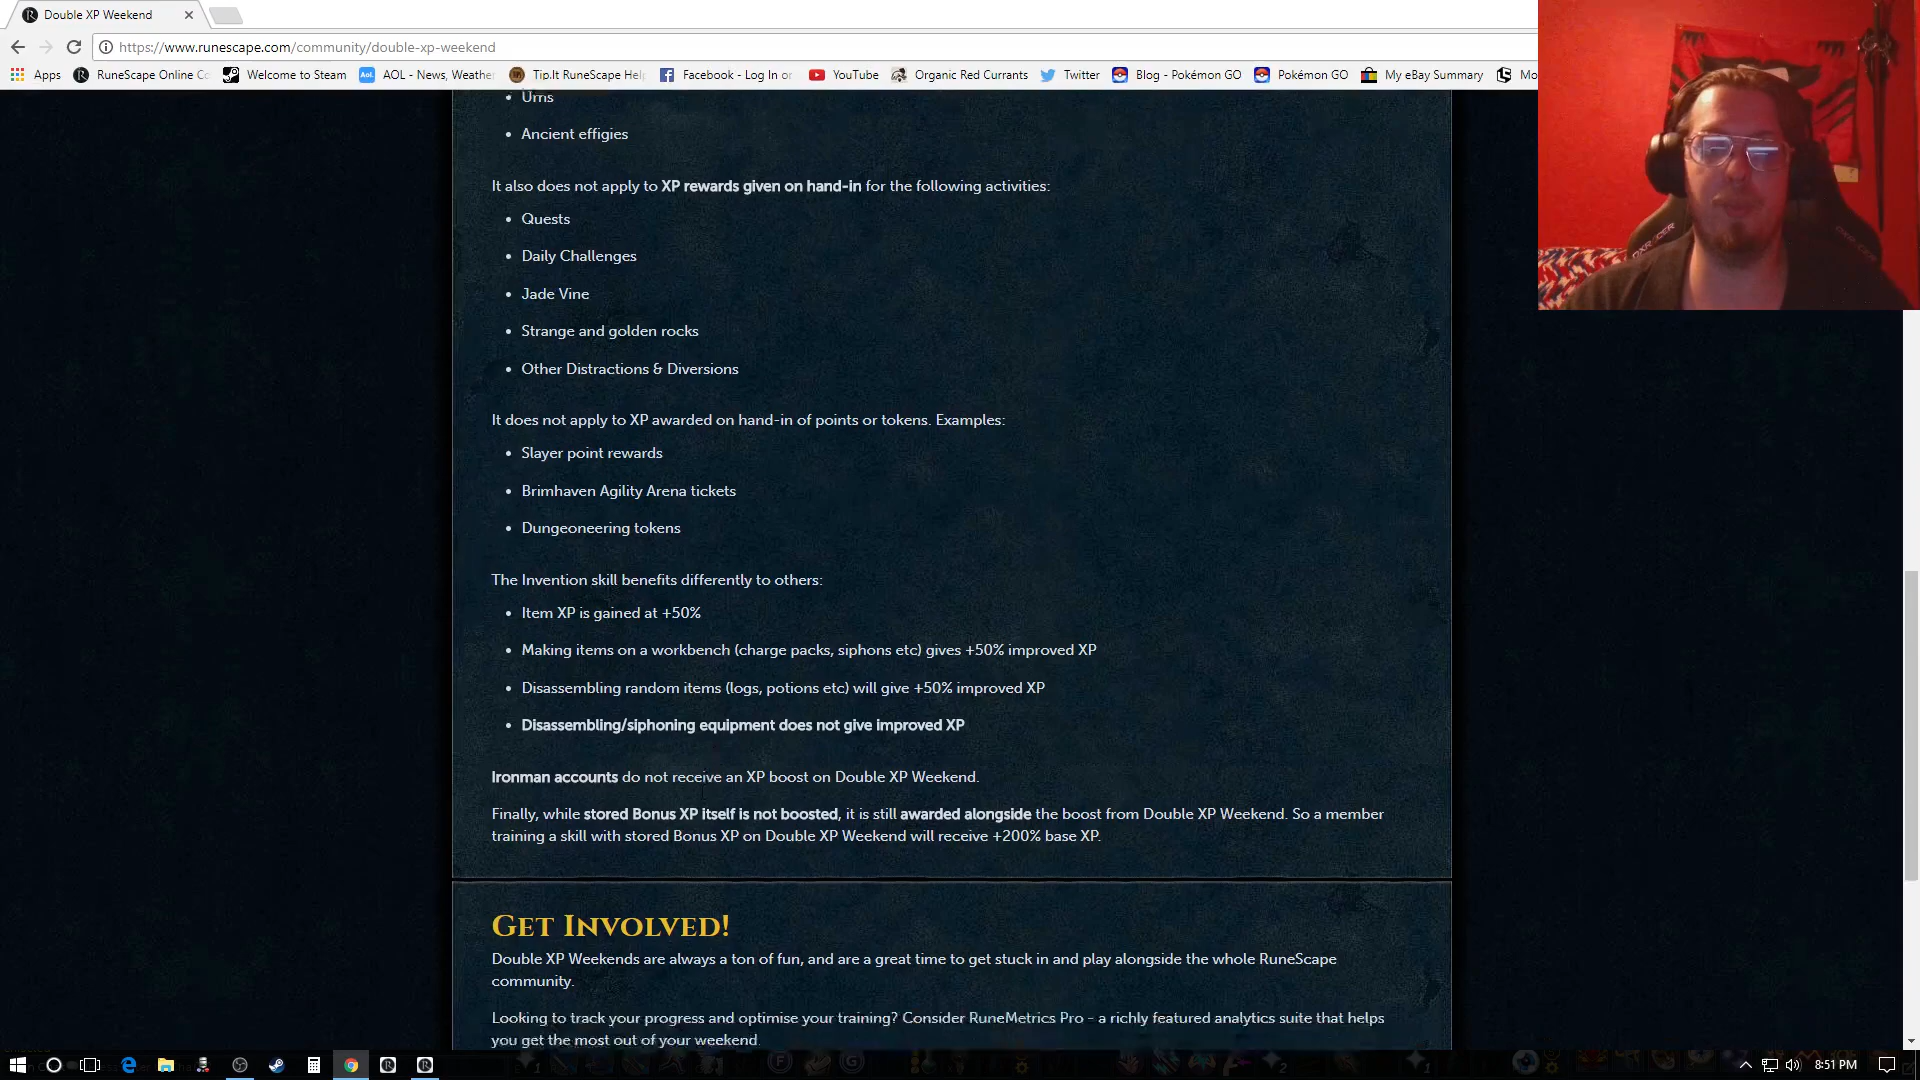 Double XP Weekend
https://www.runescape.com/community/double-xp-weekend
Apps RuneScape Online Co Welcome to Steam AOL - News, Weathe Tip.It RuneScape Hel Facebook - Log In or YouTube Organic Red Currants Twitter Blog - Pokémon GO Pokémon GO My eBay Summary Mo
• Urns
• Ancient effigies
It also does not apply to XP rewards given on hand-in for the following activities:
• Quests
• Daily Challenges
• Jade Vine
• Strange and golden rocks
• Other Distractions & Diversions
It does not apply to XP awarded on hand-in of points or tokens. Examples:
• Slayer point rewards
• Brimhaven Agility Arena tickets
• Dungeoneering tokens
The Invention skill benefits differently to others:
• Item XP is gained at +50%
• Making items on a workbench (charge packs, siphons etc) gives +50% improved XP
• Disassembling random items (logs, potions etc) will give +50% improved XP
• Disassembling/siphoning equipment does not give improved XP
Ironman accounts do not receive an XP boost on Double XP Weekend.
Finally, while stored Bonus XP itself is not boosted, it is still awarded alongside the boost from Double XP Weekend. So a member
training a skill with stored Bonus XP on Double XP Weekend will receive +200% base XP.
Get Involved!
Double XP Weekends are always a ton of fun, and are a great time to get stuck in and play alongside the whole RuneScape
community.
Looking to track your progress and optimise your training? Consider RuneMetrics Pro - a richly featured analytics suite that helps
you get the most out of your weekend.
8:51 PM